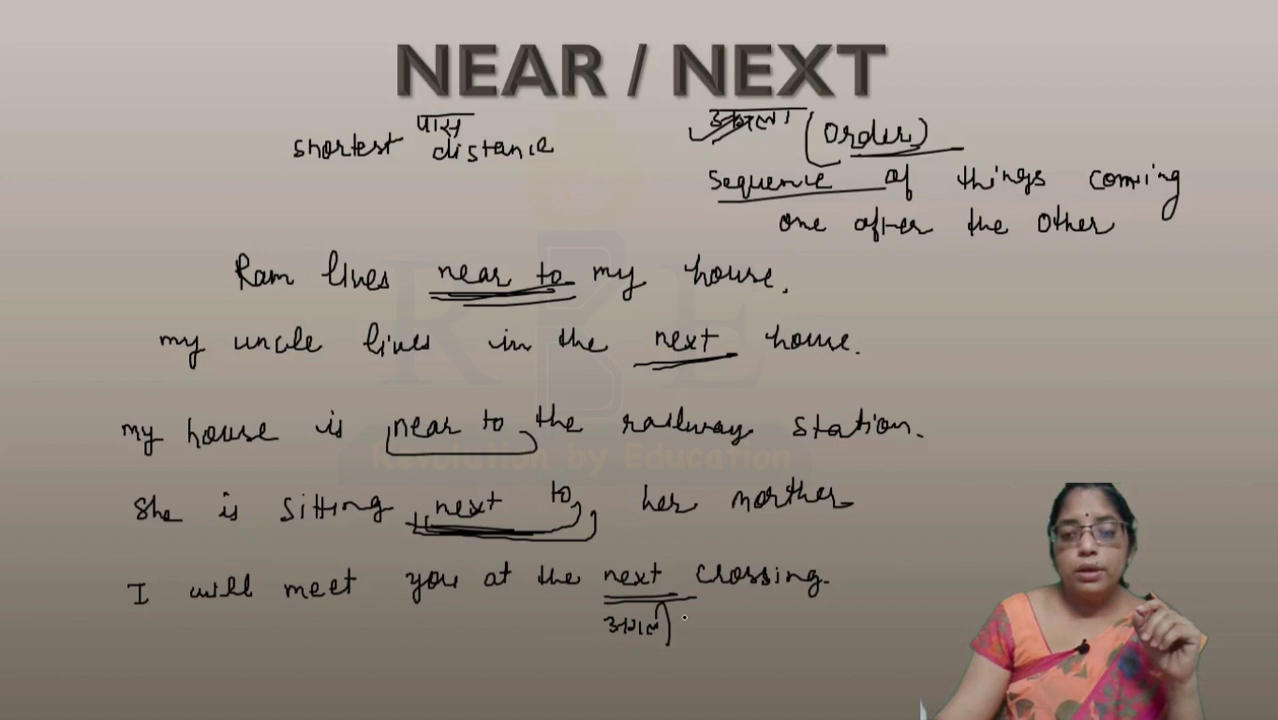 NEAR / NEXT
पास
shortest distance
अगला (order)
sequence of things coming
one after the other
Ram lives near to my house.
my uncle lives in the next house.
my house is near to the railway station.
Revolution by Education
She is sitting next to her morther
I will meet you at the next crossing.
अगले